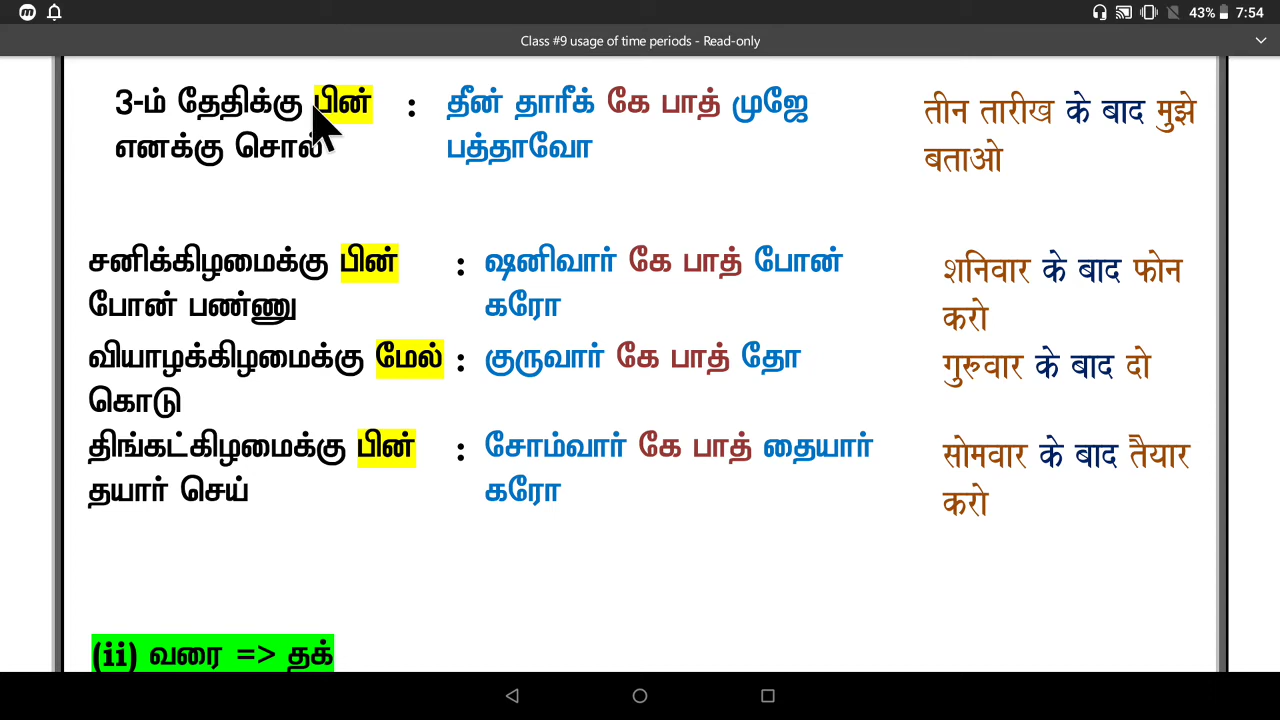 43% 7:54
Class #9 usage of time periods - Read-only
3-ம் தேதிக்கு பின் : தீன் தாரீக் கே பாத் முஜே तीन तारीख के बाद मुझे
எனக்கு சொல் பத்தாவோ बताओ
சனிக்கிழமைக்கு பின் : ஷனிவார் கே பாத் போன் शनिवार के बाद फोन
போன் பண்ணு கரோ करो
வியாழக்கிழமைக்கு மேல் : குருவார் கே பாத் தோ गुरुवार के बाद दो
கொடு
திங்கட்கிழமைக்கு பின் : சோம்வார் கே பாத் தையார் सोमवार के बाद तैयार
தயார் செய் கரோ करो
(ii) வரை => தக்